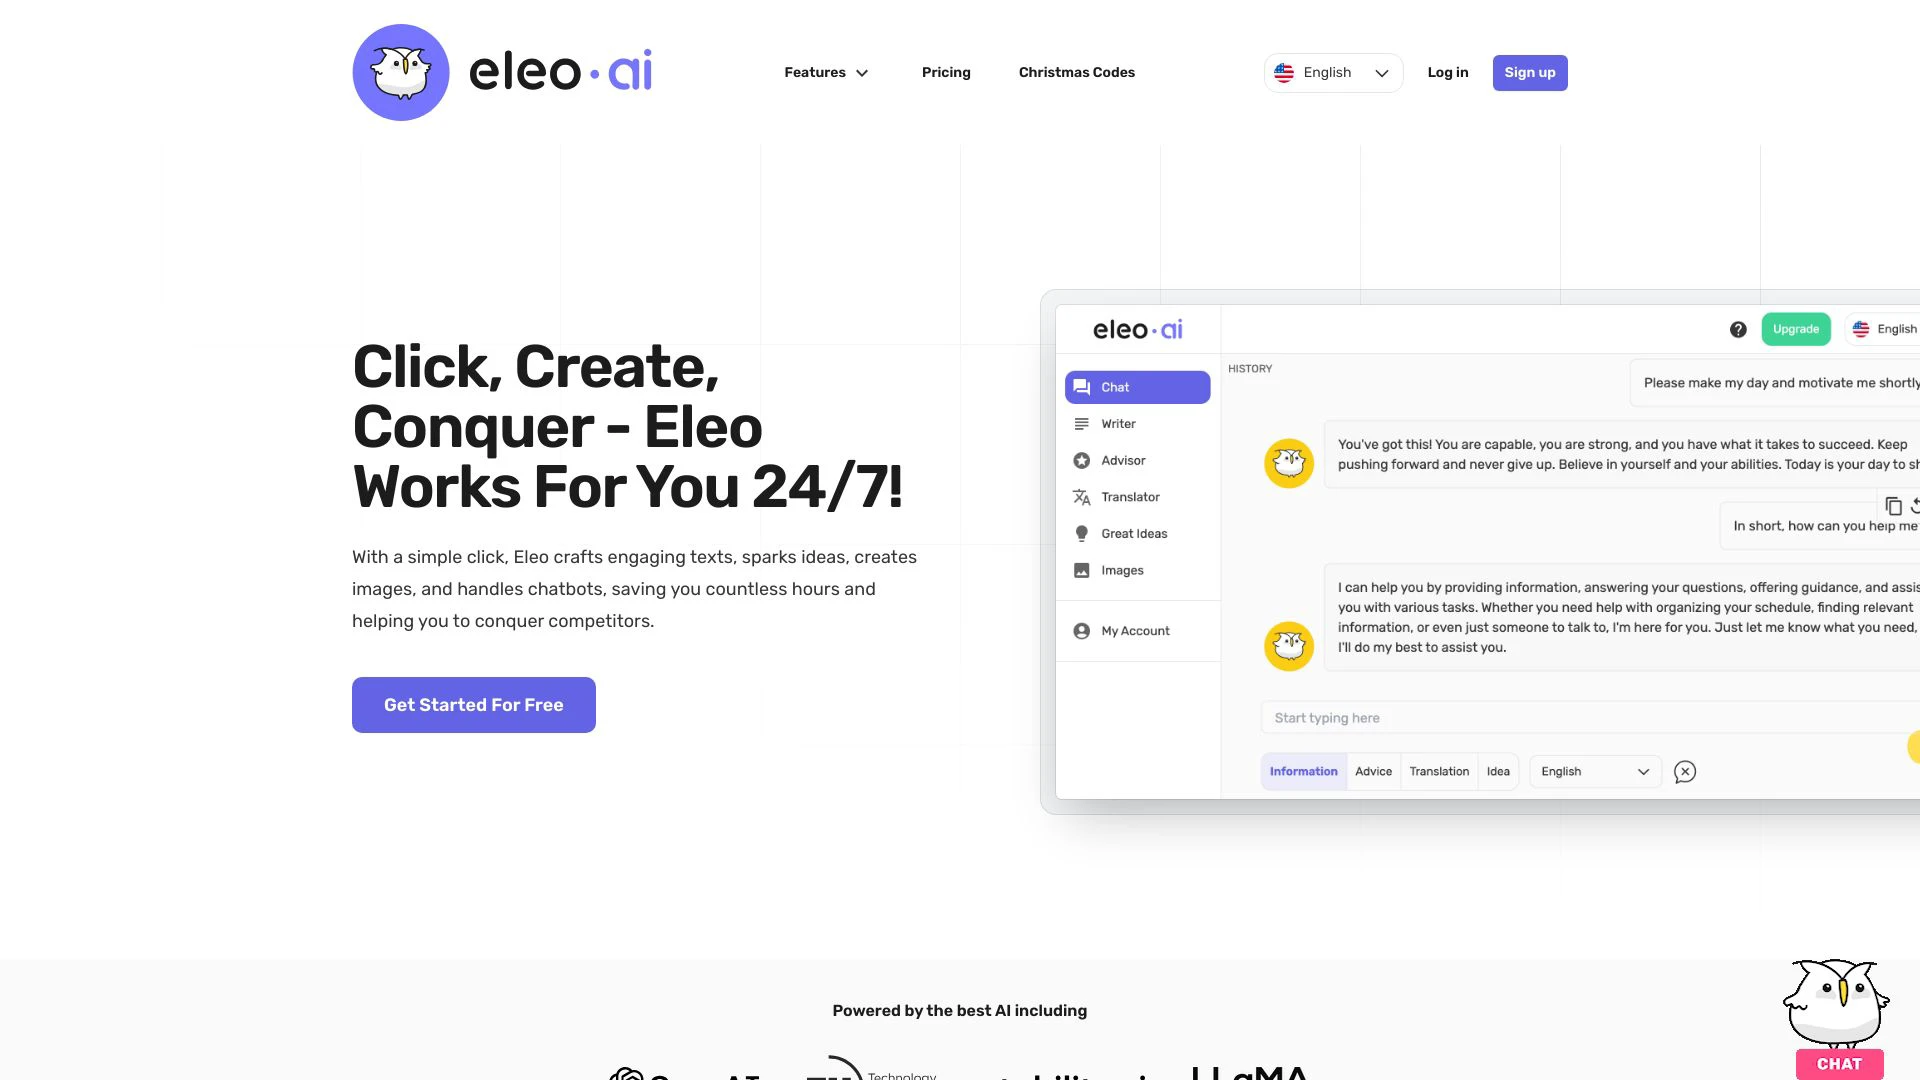 eleo·ai
Features
Pricing
Christmas Codes
English
Log in
Sign up
Click, Create,
Conquer - Eleo
Works For You 24/7!
With a simple click, Eleo crafts engaging texts, sparks ideas, creates
images, and handles chatbots, saving you countless hours and
helping you to conquer competitors.
Get Started For Free
eleo·ai
Upgrade
English
Chat
Writer
Advisor
Translator
Great Ideas
Images
My Account
HISTORY
Please make my day and motivate me shortly
You've got this! You are capable, you are strong, and you have what it takes to succeed. Keep
pushing forward and never give up. Believe in yourself and your abilities. Today is your day to
In short, how can you help me
I can help you by providing information, answering your questions, offering guidance, and
you with various tasks. Whether you need help with organizing your schedule, finding relevant
information, or even just someone to talk to, I'm here for you. Just let me know what you need,
I'll do my best to assist you.
Start typing here
Information
Advice
Translation
Idea
English
Powered by the best AI including
Technology
LLaMA
CHAT